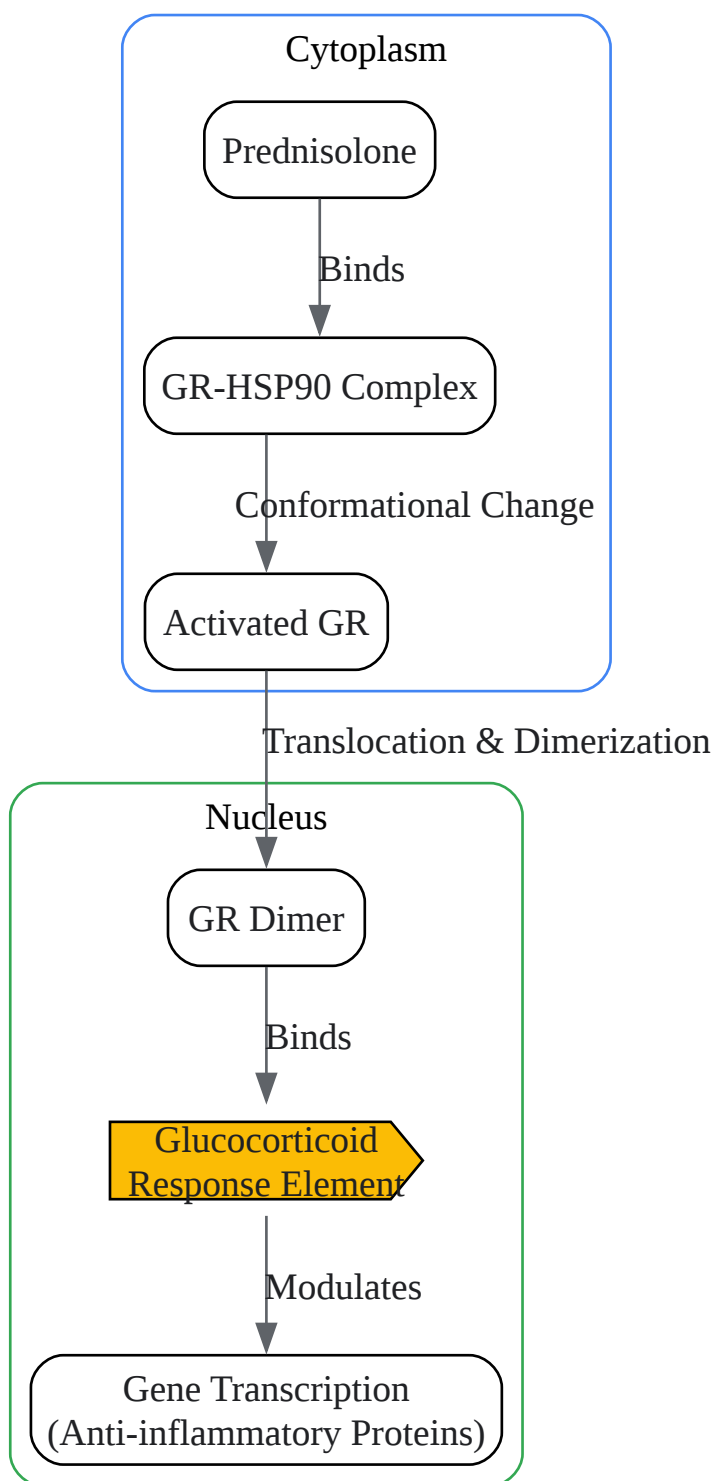 Cytoplasm
Prednisolone
Binds
GR-HSP90 Complex
Conformational Change
Activated GR
Translocation & Dimerization
Nucleus
GR Dimer
Binds
Glucocorticoid
Response Element
Modulates
Gene Transcription
(Anti-inflammatory Proteins)